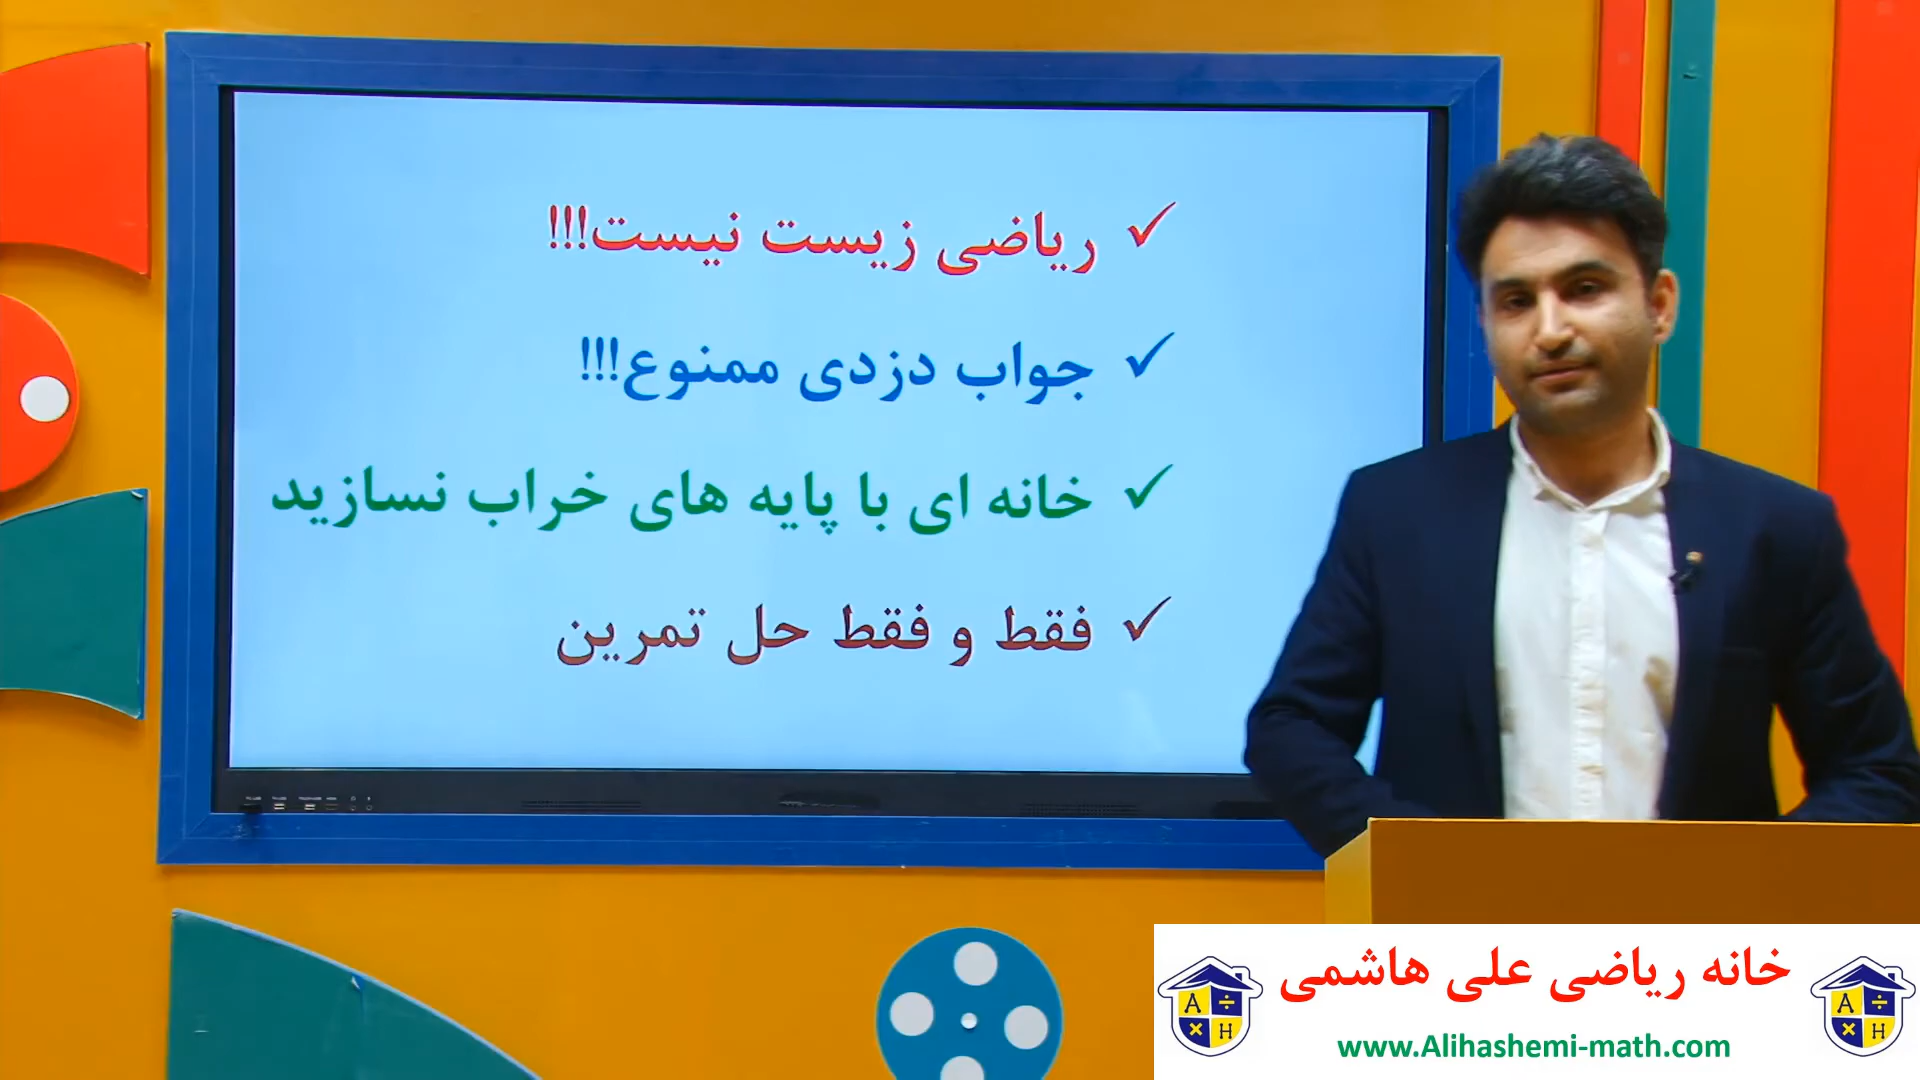 ✓ ریاضی زیست نیست!!!
✓ جواب دزدی ممنوع!!!
✓ خانه ای با پایه های خراب نسازید
✓ فقط و فقط حل تمرین
خانه ریاضی علی هاشمی
www.Alihashemi-math.com
A ÷
× H
A ÷
× H